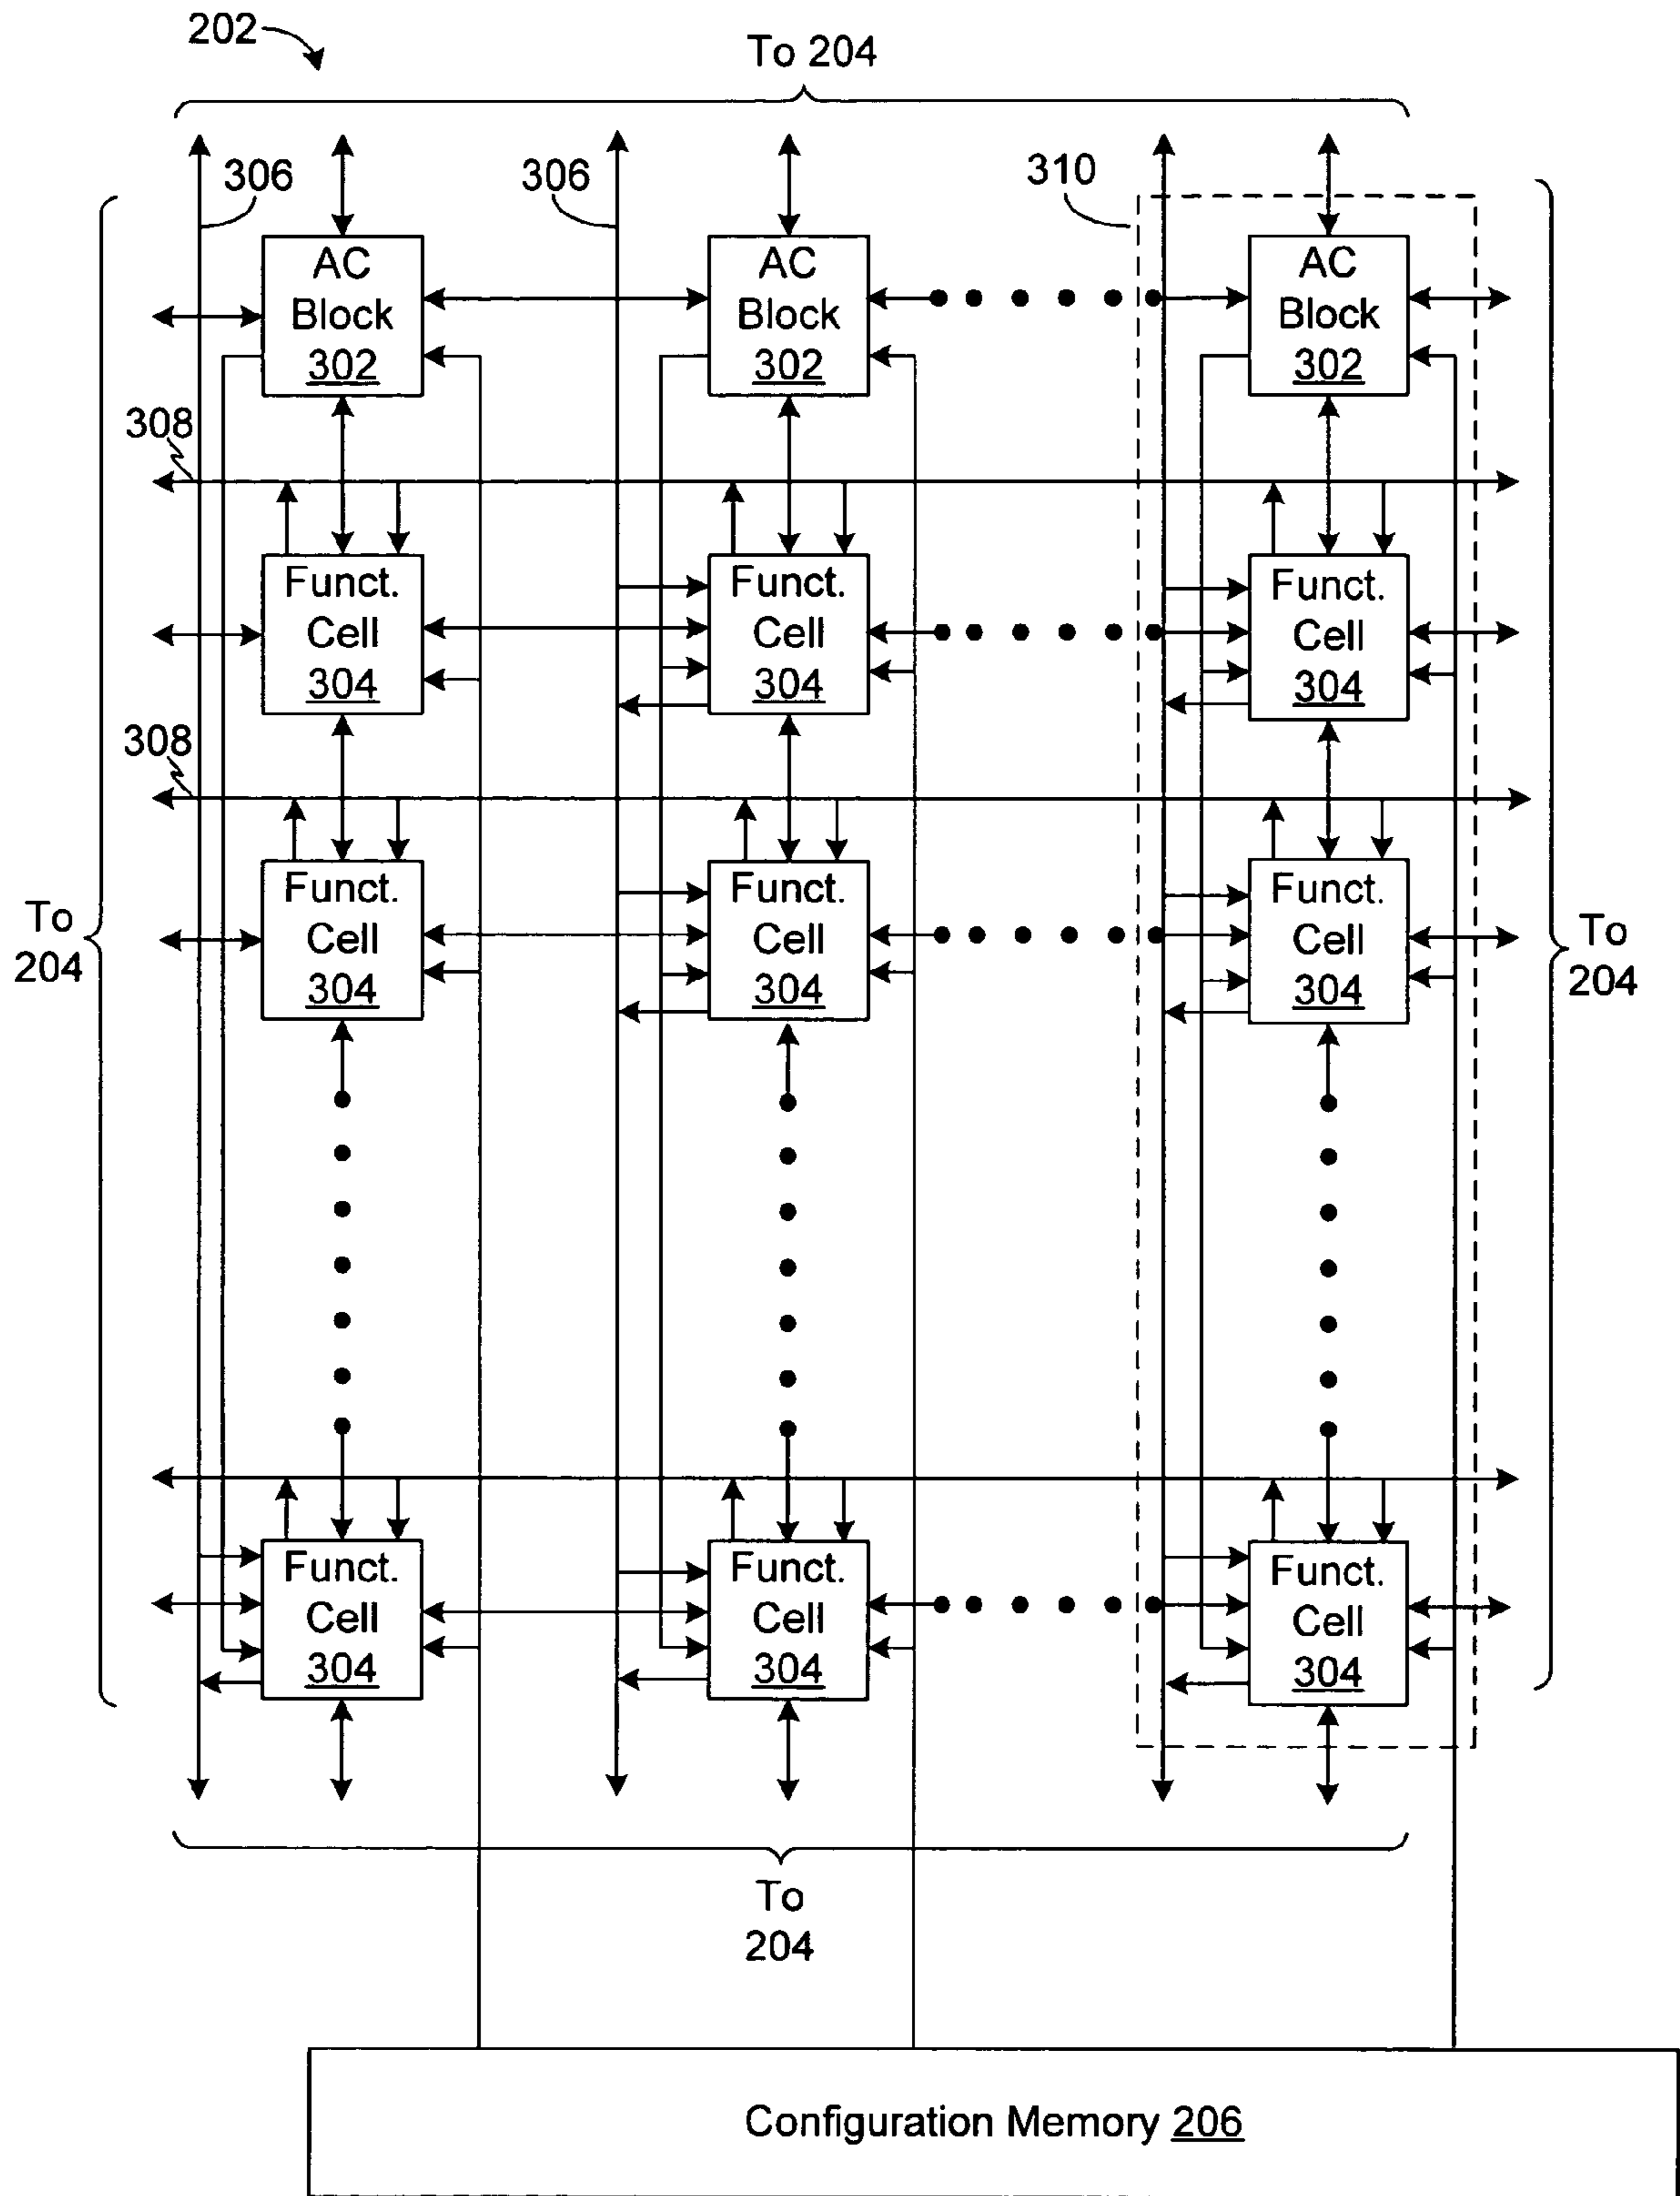 202
To 204
306
306
310
AC
Block
302
AC
Block
302
AC
Block
302
308
Funct.
Cell
304
Funct.
Cell
304
Funct.
Cell
304
308
Funct.
Cell
304
Funct.
Cell
304
Funct.
Cell
304
To
204
To
204
Funct.
Cell
304
Funct.
Cell
304
Funct.
Cell
304
To
204
Configuration Memory 206